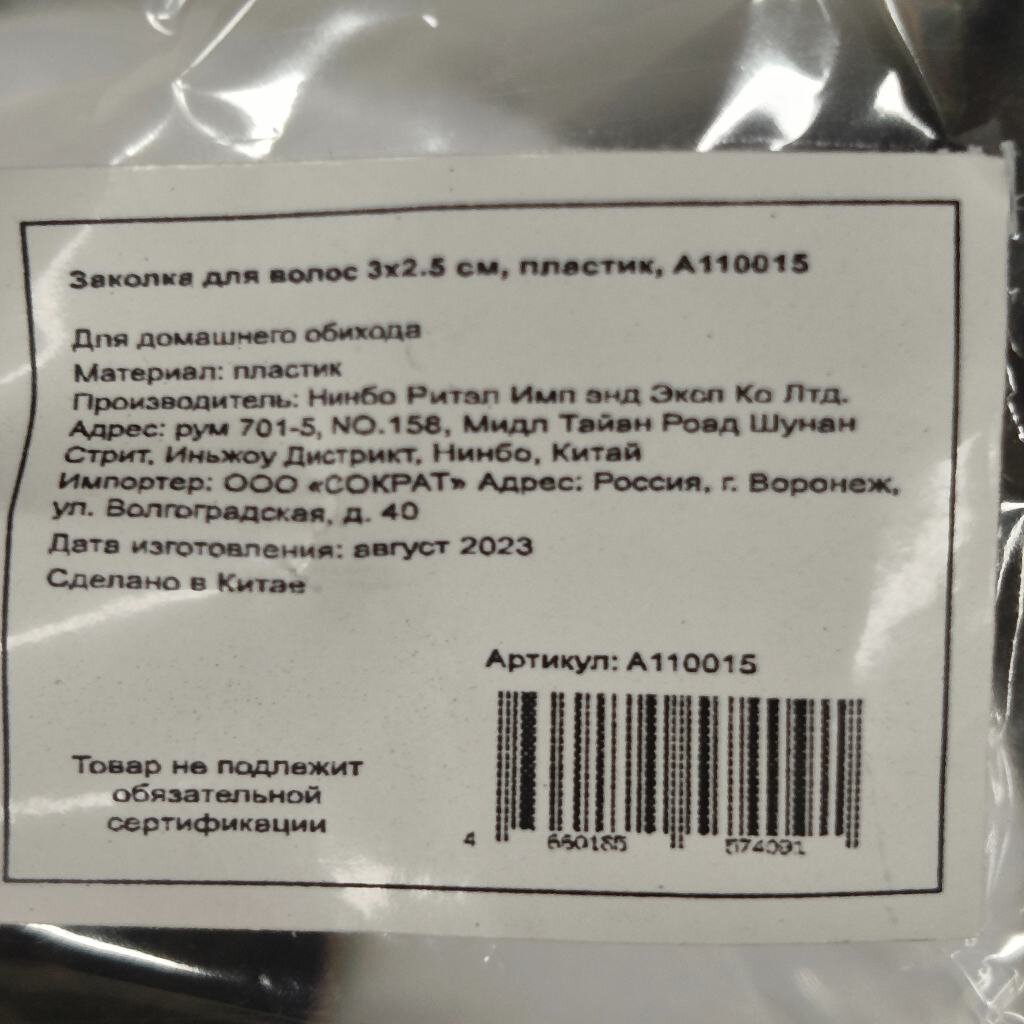 Заколка для волос 3x2.5 см, пластик, А110015
Для домашнего обихода
Материал: пластик
Производитель: Нинбо Ритал Имп энд Эксп Ко Лтд.
Адрес: рум 701-5, NO.158, Мидл Тайан Роад Шунан
Стрит, Иньжоу Дистрикт, Нинбо, Китай
Импортер: ООО «СОКРАТ» Адрес: Россия, г. Воронеж,
ул. Волгоградская, д. 40
Дата изготовления: август 2023
Сделано в Китае
Артикул: А110015
Товар не подлежит
обязательной
сертификации
4 660185 574091